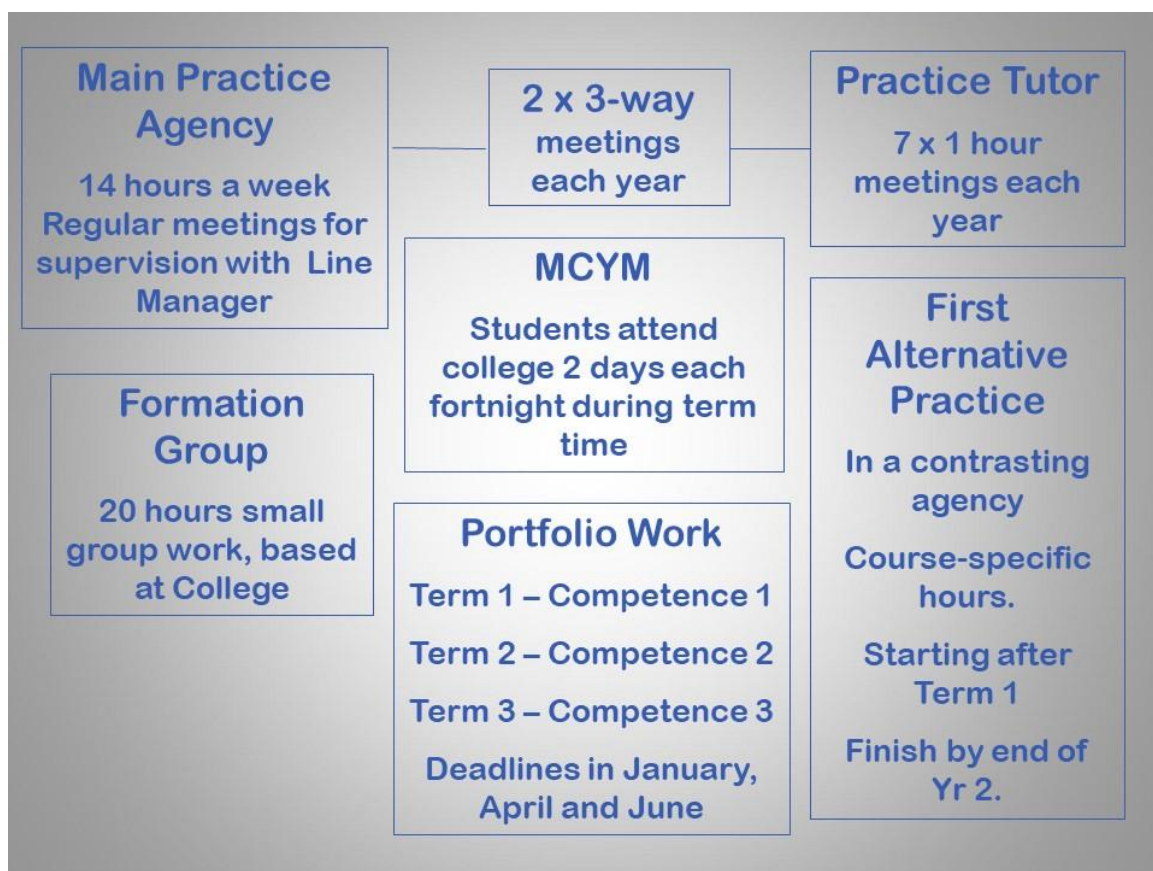 Main Practice
Agency
14 hours a week
Regular meetings for
supervision with Line
Manager
2 x 3-way
meetings
each year
Practice Tutor
7 x 1 hour
meetings each
year
MCYM
Students attend
college 2 days each
fortnight during term
time
First
Alternative
Practice
In a contrasting
agency
Course-specific
hours.
Starting after
Term 1
Finish by end of
Yr 2.
Formation
Group
20 hours small
group work, based
at College
Portfolio Work
Term 1 – Competence 1
Term 2 – Competence 2
Term 3 – Competence 3
Deadlines in January,
April and June